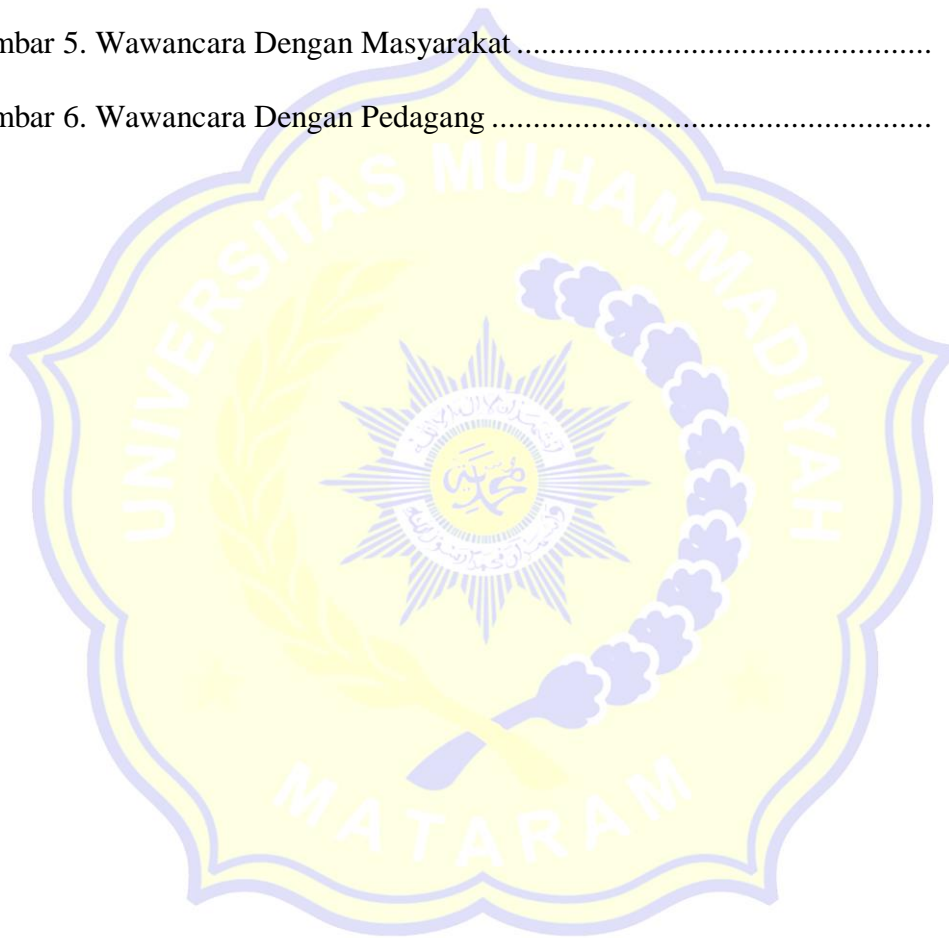 mbar 5. Wawancara Dengan Masyarakat ..................................................
mbar 6. Wawancara Dengan Pedagang .....................................................
UNIVERSITAS MUHAMMADIYAH
MATARAM